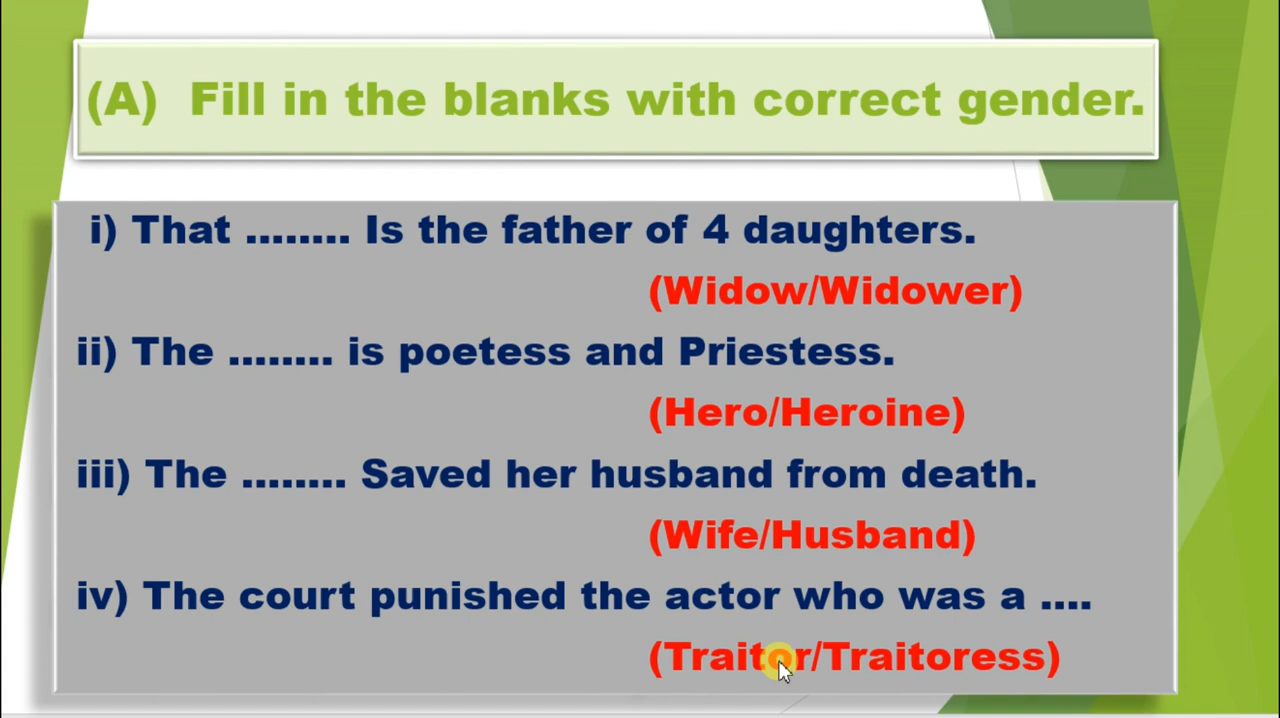 (A) Fill in the blanks with correct gender.
i) That ........ Is the father of 4 daughters.
(Widow/Widower)
ii) The ........ is poetess and Priestess.
(Hero/Heroine)
iii) The ........ Saved her husband from death.
(Wife/Husband)
iv) The court punished the actor who was a ....
(Traitor/Traitoress)